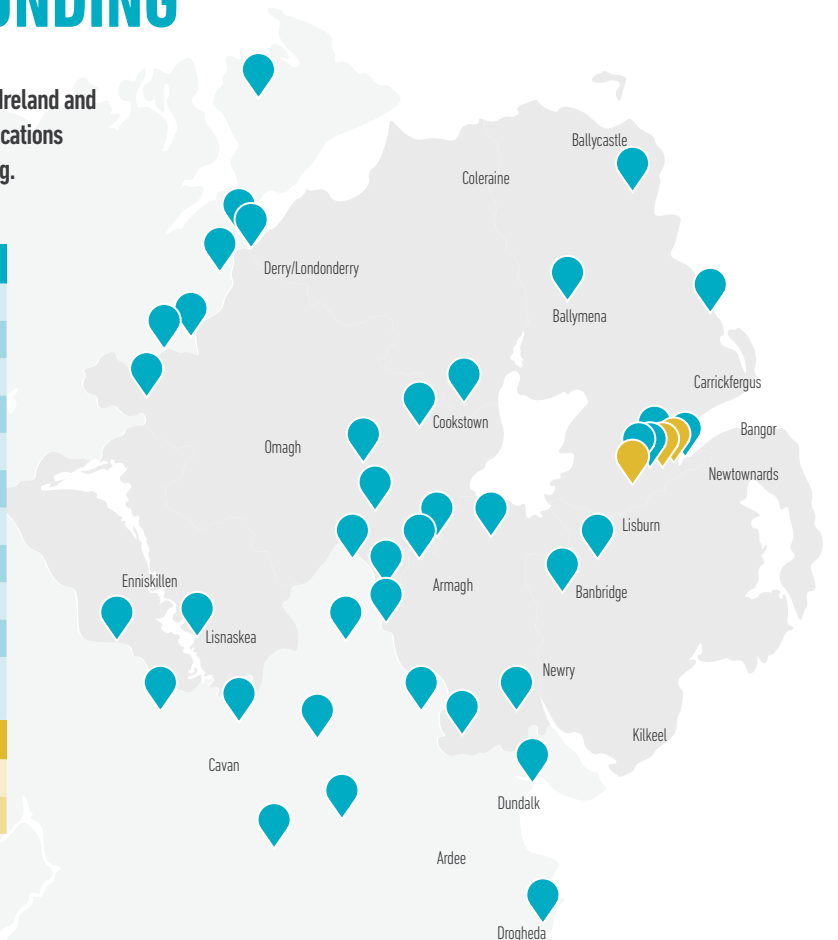 UNDING
Ireland and
cations
g.
Ballycastle
Coleraine
Derry/Londonderry
Ballymena
Carrickfergus
Cookstown
Bangor
Omagh
Newtownards
Lisburn
Enniskillen
Armagh
Banbridge
Lisnaskea
Newry
Kilkeel
Cavan
Dundalk
Ardee
Drogheda